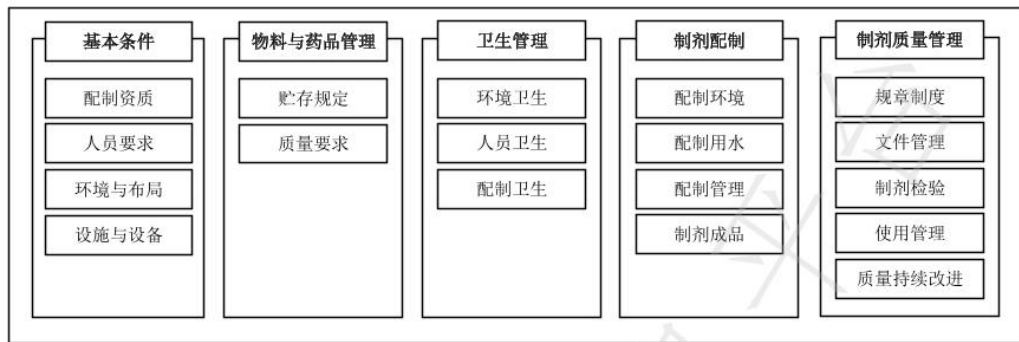 基本条件
配制资质
人员要求
环境与布局
设施与设备
物料与药品管理
贮存规定
质量要求
卫生管理
环境卫生
人员卫生
配制卫生
制剂配制
配制环境
配制用水
配制管理
制剂成品
制剂质量管理
规章制度
文件管理
制剂检验
使用管理
质量持续改进